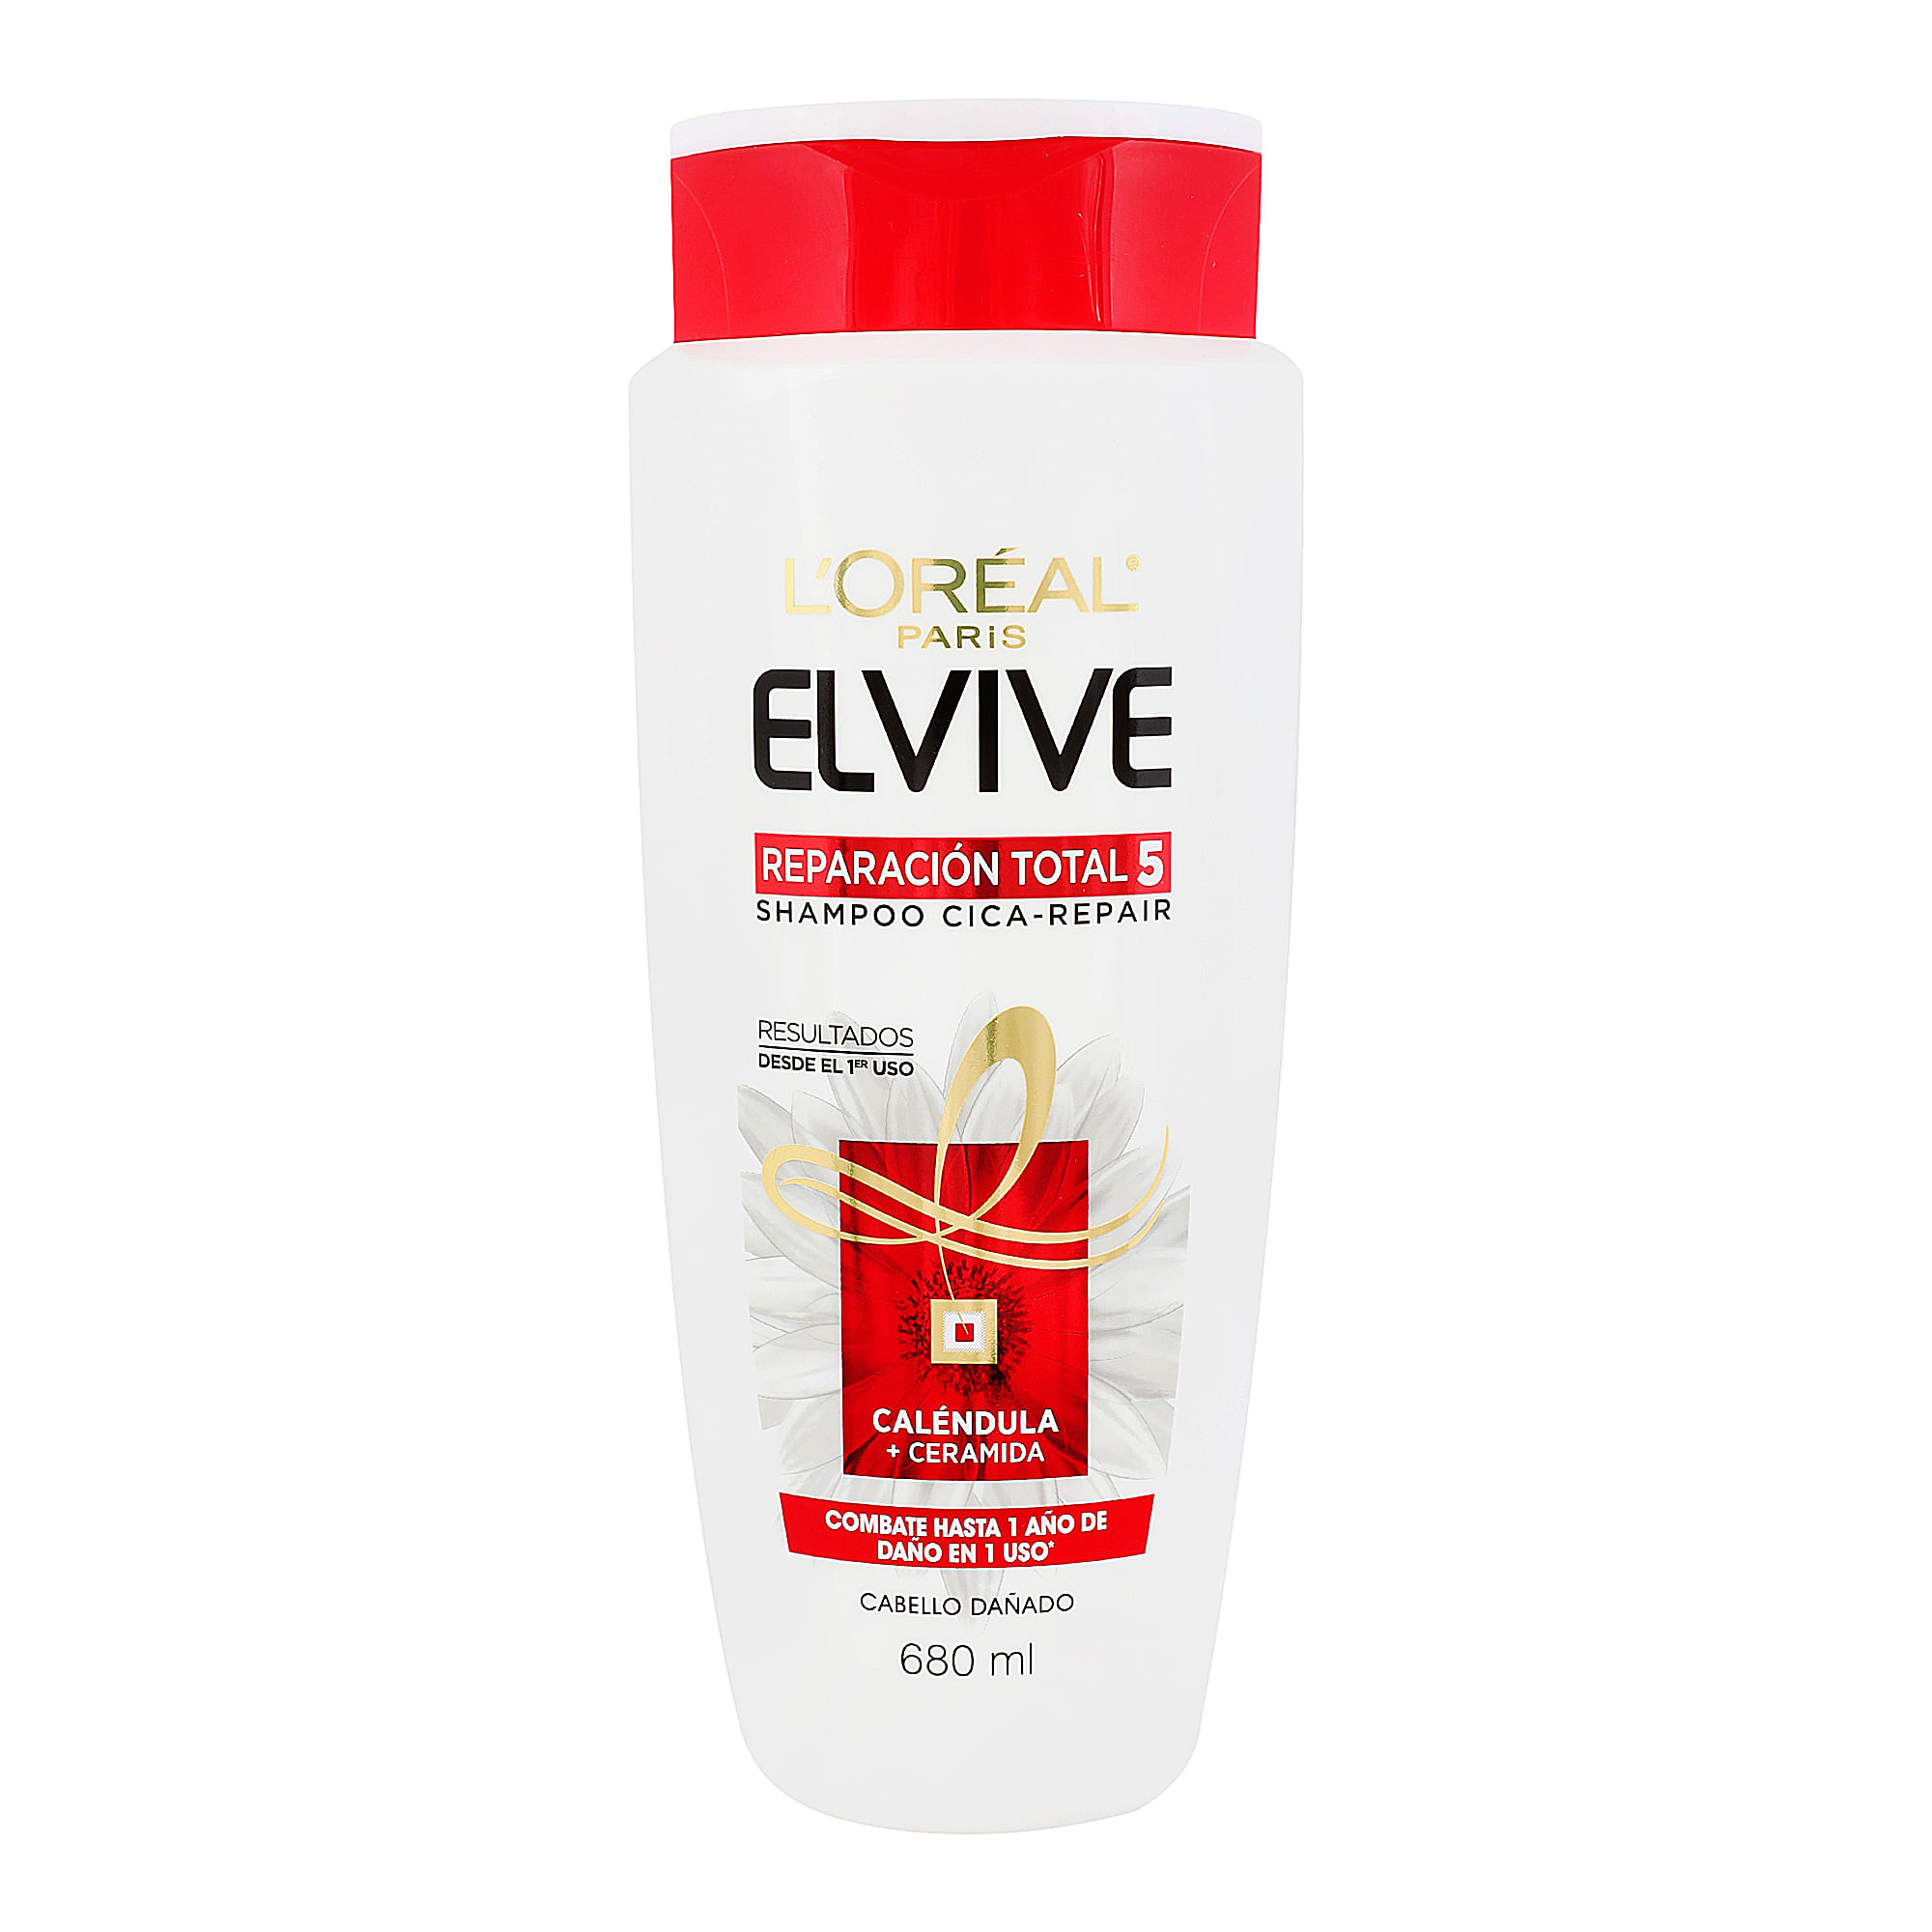 L'ORÉAL®
PARiS
ELVIVE
REPARACIÓN TOTAL 5
SHAMPOO CICA-REPAIR
RESULTADOS
DESDE EL 1ER USO
CALÉNDULA
+ CERAMIDA
COMBATE HASTA 1 AÑO DE
DAÑO EN 1 USO*
CABELLO DAÑADO
680 ml